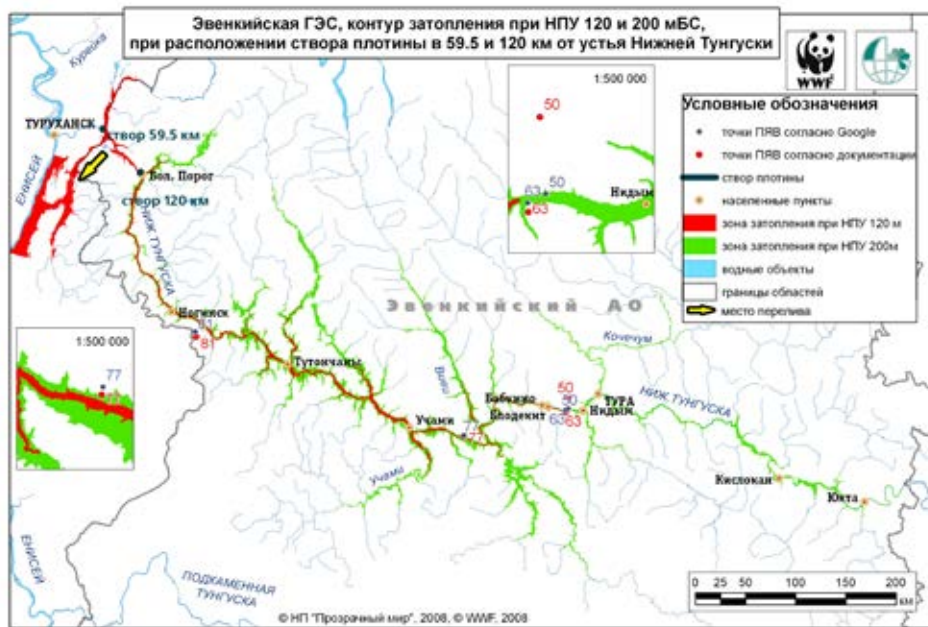 Эвенкийская ГЭС, контур затопления при НПУ 120 и 200 мБС,
при расположении створа плотины в 59.5 и 120 км от устья Нижней Тунгуски
WWF
Курейка
ТУРУХАНСК
створ 59.5 км
ЕНИСЕЙ
Бол. Порог
створ 120 км
НИЖ ТУНГУСКА
1:500 000
50
63 50
63
Нидым
Условные обозначения
точки ПЯВ согласно Google
точки ПЯВ согласно документации
створ плотины
населенные пункты
зона затопления при НПУ 120 м
зона затопления при НПУ 200м
водные объекты
границы областей
место перелива
Эвенкийский АО
Ногинск
81
1:500 000
77
Тутончаны
Виви
Кочечум
50
ТУРА
Бабкино
50
НИЖ ТУНГУСКА
Нидым
63 63
Учами
77
Учами
Кислокан
Юкта
ЕНИСЕЙ
ПОДКАМЕННАЯ
ТУНГУСКА
0 25 50 100 150 200
км
© НП "Прозрачный мир", 2008, © WWF, 2008